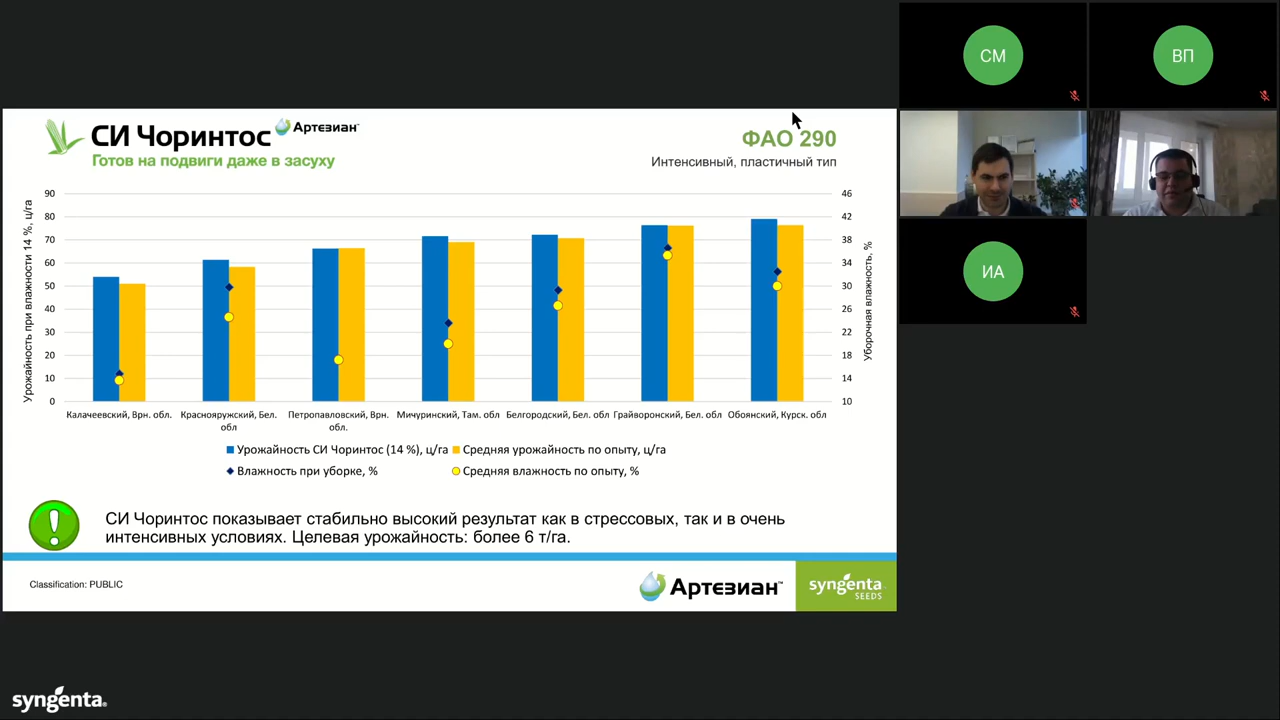 СИ Чоринтос
Артезиан™
Готов на подвиги даже в засуху
ФАО 290
Интенсивный, пластичный тип
Урожайность при влажности 14 %, ц/га
90
80
70
60
50
40
30
20
10
0
46
42
38
34
30
26
22
18
14
10
Уборочная влажность, %
Калачеевский, Врн. обл.
Краснояружский, Бел.
обл
Петропавловский, Врн.
обл.
Мичуринский, Там. обл
Белгородский, Бел. обл
Грайворонский, Бел. обл
Обоянский, Курск. обл
Урожайность СИ Чоринтос (14 %), ц/га
Средняя урожайность по опыту, ц/га
Влажность при уборке, %
Средняя влажность по опыту, %
СИ Чоринтос показывает стабильно высокий результат как в стрессовых, так и в очень
интенсивных условиях. Целевая урожайность: более 6 т/га.
Classification: PUBLIC
Артезиан™
syngenta
SEEDS
СМ
ВП
ИА
syngenta